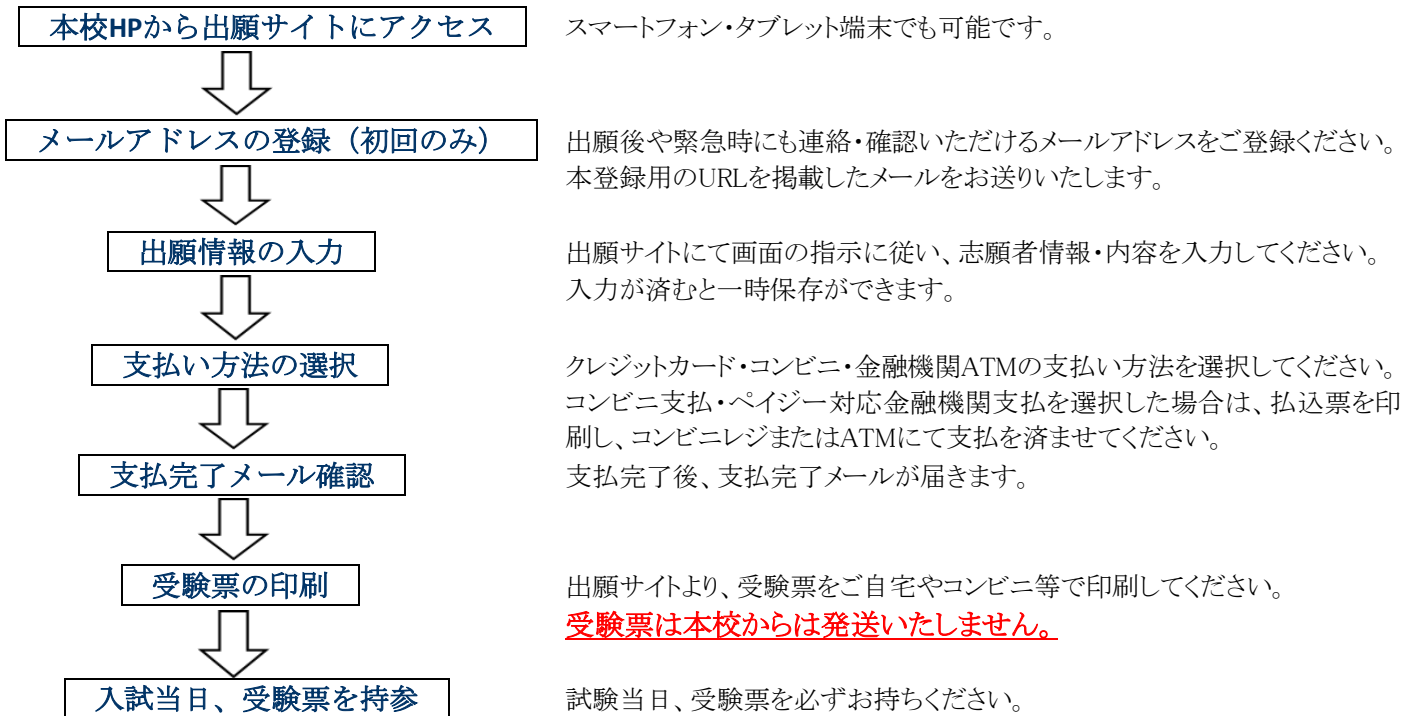 本校HPから出願サイトにアクセス
スマートフォン・タブレット端末でも可能です。
メールアドレスの登録（初回のみ）
出願後や緊急時にも連絡・確認いただけるメールアドレスをご登録ください。
本登録用のURLを掲載したメールをお送りいたします。
出願情報の入力
出願サイトにて画面の指示に従い、志願者情報・内容を入力してください。
入力が済むと一時保存ができます。
支払い方法の選択
クレジットカード・コンビニ・金融機関ATMの支払い方法を選択してください。
コンビニ支払・ペイジー対応金融機関支払を選択した場合は、払込票を印
刷し、コンビニレジまたはATMにて支払を済ませてください。
支払完了メール確認
支払完了後、支払完了メールが届きます。
受験票の印刷
出願サイトより、受験票をご自宅やコンビニ等で印刷してください。
受験票は本校からは発送いたしません。
入試当日、受験票を持参
試験当日、受験票を必ずお持ちください。